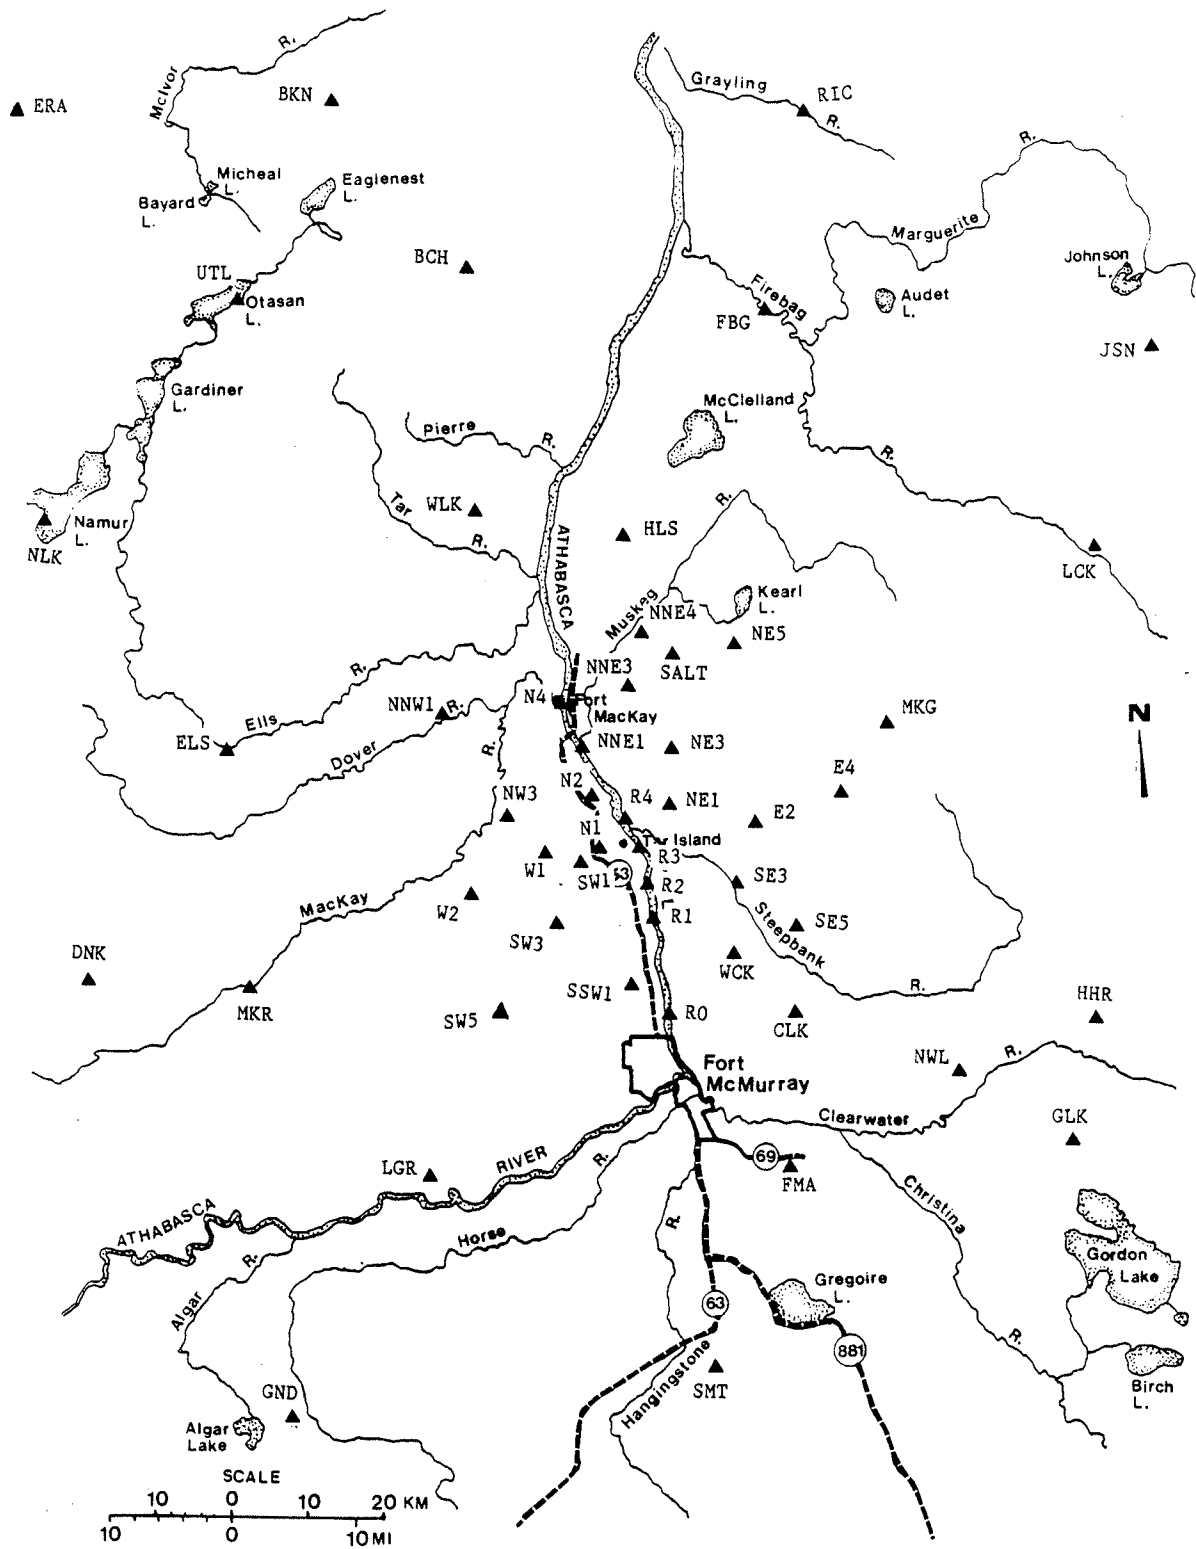 R.
McIvor
BKN
ERA
Grayling
RIC
R.
R.
Micheal
L.
Eaglenest
L.
Bayard
L.
Marguerite
BCH
UTL
Otasan
L.
Johnson
L.
Firebag
Audet
L.
FBG
JSN
Gardiner
L.
McClelland
L.
Pierre
R.
R.
Tar
WLK
R.
R.
ATHABASCA
HLS
Namur
L.
NLK
LCK
Kearl
L.
Muskeg
NNE4
NE5
SALT
NNE3
R.
Ells
N4
Fort
MacKay
NNW1
R.
MKG
ELS
Dover
R.
NNE1
NE3
N2
E4
NW3
R4
NE1
E2
N1
Tar Island
R3
W1
SW1
63
R2
SE3
W2
MacKay
R1
Steepbank
SE5
SW3
DNK
WCK
SSW1
R.
MKR
SW5
R0
CLK
HHR
N
NWL
R.
Fort
McMurray
Clearwater
GLK
69
FMA
LGR
RIVER
R.
ATHABASCA
Christina
R.
R.
Horse
Gordon
Lake
Algar
Gregoire
L.
63
R.
881
Hangingstone
SMT
Birch
L.
GND
Algar
Lake
SCALE
10 0 10 20 KM
10 0 10 MI